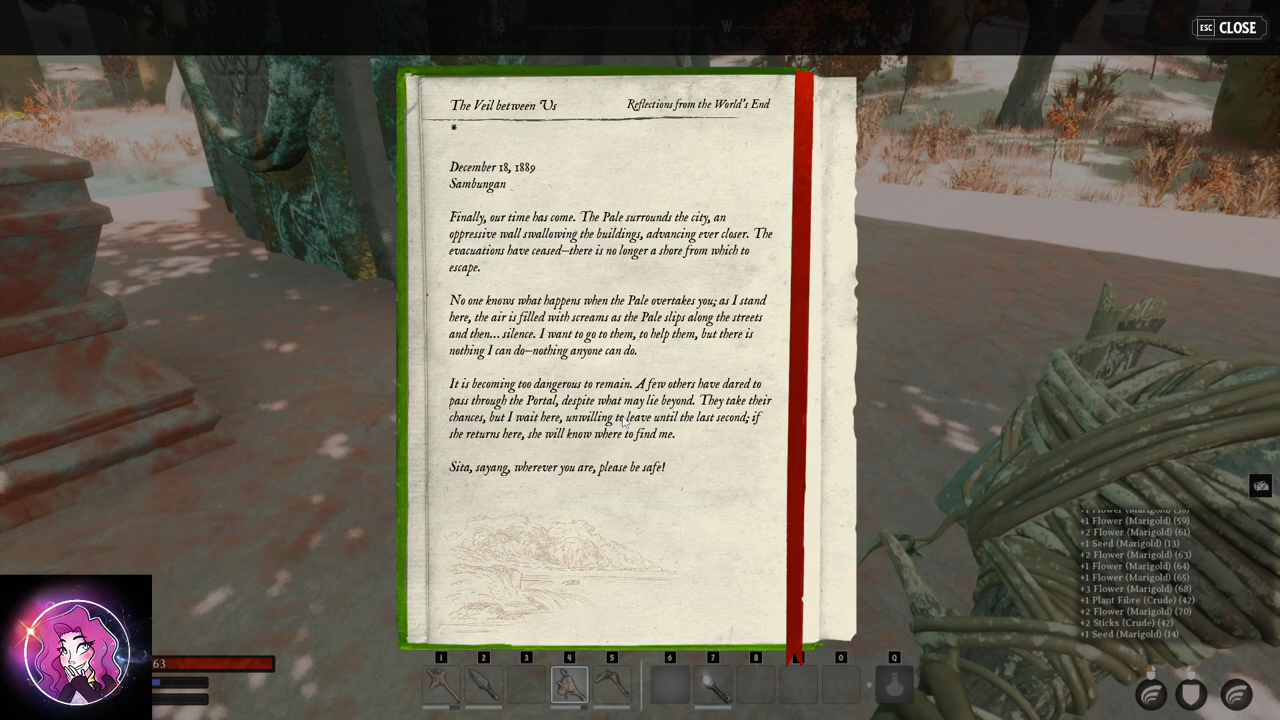 W
ESC CLOSE
The Veil between Us
Reflections from the World's End
*
December 18, 1889
Sambungan
Finally, our time has come. The Pale surrounds the city, an
oppressive wall swallowing the buildings, advancing ever closer. The
evacuations have ceased—there is no longer a shore from which to
escape.
No one knows what happens when the Pale overtakes you; as I stand
here, the air is filled with screams as the Pale slips along the streets
and then... silence. I want to go to them, to help them, but there is
nothing I can do—nothing anyone can do.
It is becoming too dangerous to remain. A few others have dared to
pass through the Portal, despite what may lie beyond. They take their
chances, but I wait here, unwilling to leave until the last second; if
she returns here, she will know where to find me.
Sita, sayang, wherever you are, please be safe!
+1 Flower (Marigold) (59)
+2 Flower (Marigold) (61)
+1 Seed (Marigold) (13)
+2 Flower (Marigold) (63)
+1 Flower (Marigold) (64)
+1 Flower (Marigold) (65)
+3 Flower (Marigold) (68)
+1 Plant Fibre (Crude) (42)
+2 Flower (Marigold) (70)
+2 Sticks (Crude) (42)
+1 Seed (Marigold) (14)
63
1 2 3 4 5 6 7 8 0 Q
5